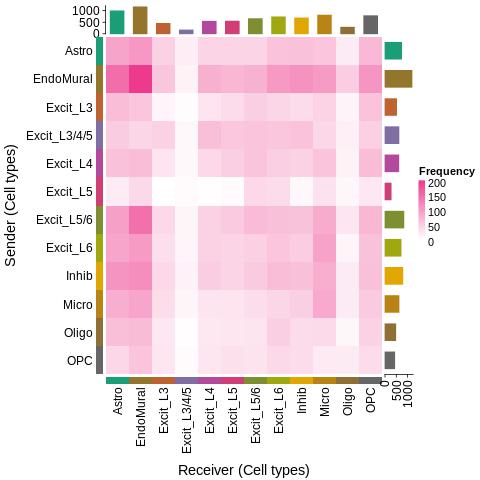 1000
500
0
Astro
EndoMural
Excit_L3
Excit_L3/4/5
Excit_L4
Excit_L5
Excit_L5/6
Excit_L6
Inhib
Micro
Oligo
OPC
Sender (Cell types)
Frequency
200
150
100
50
0
0
500
1000
Astro
EndoMural
Excit_L3
Excit_L3/4/5
Excit_L4
Excit_L5
Excit_L5/6
Excit_L6
Inhib
Micro
Oligo
OPC
Receiver (Cell types)